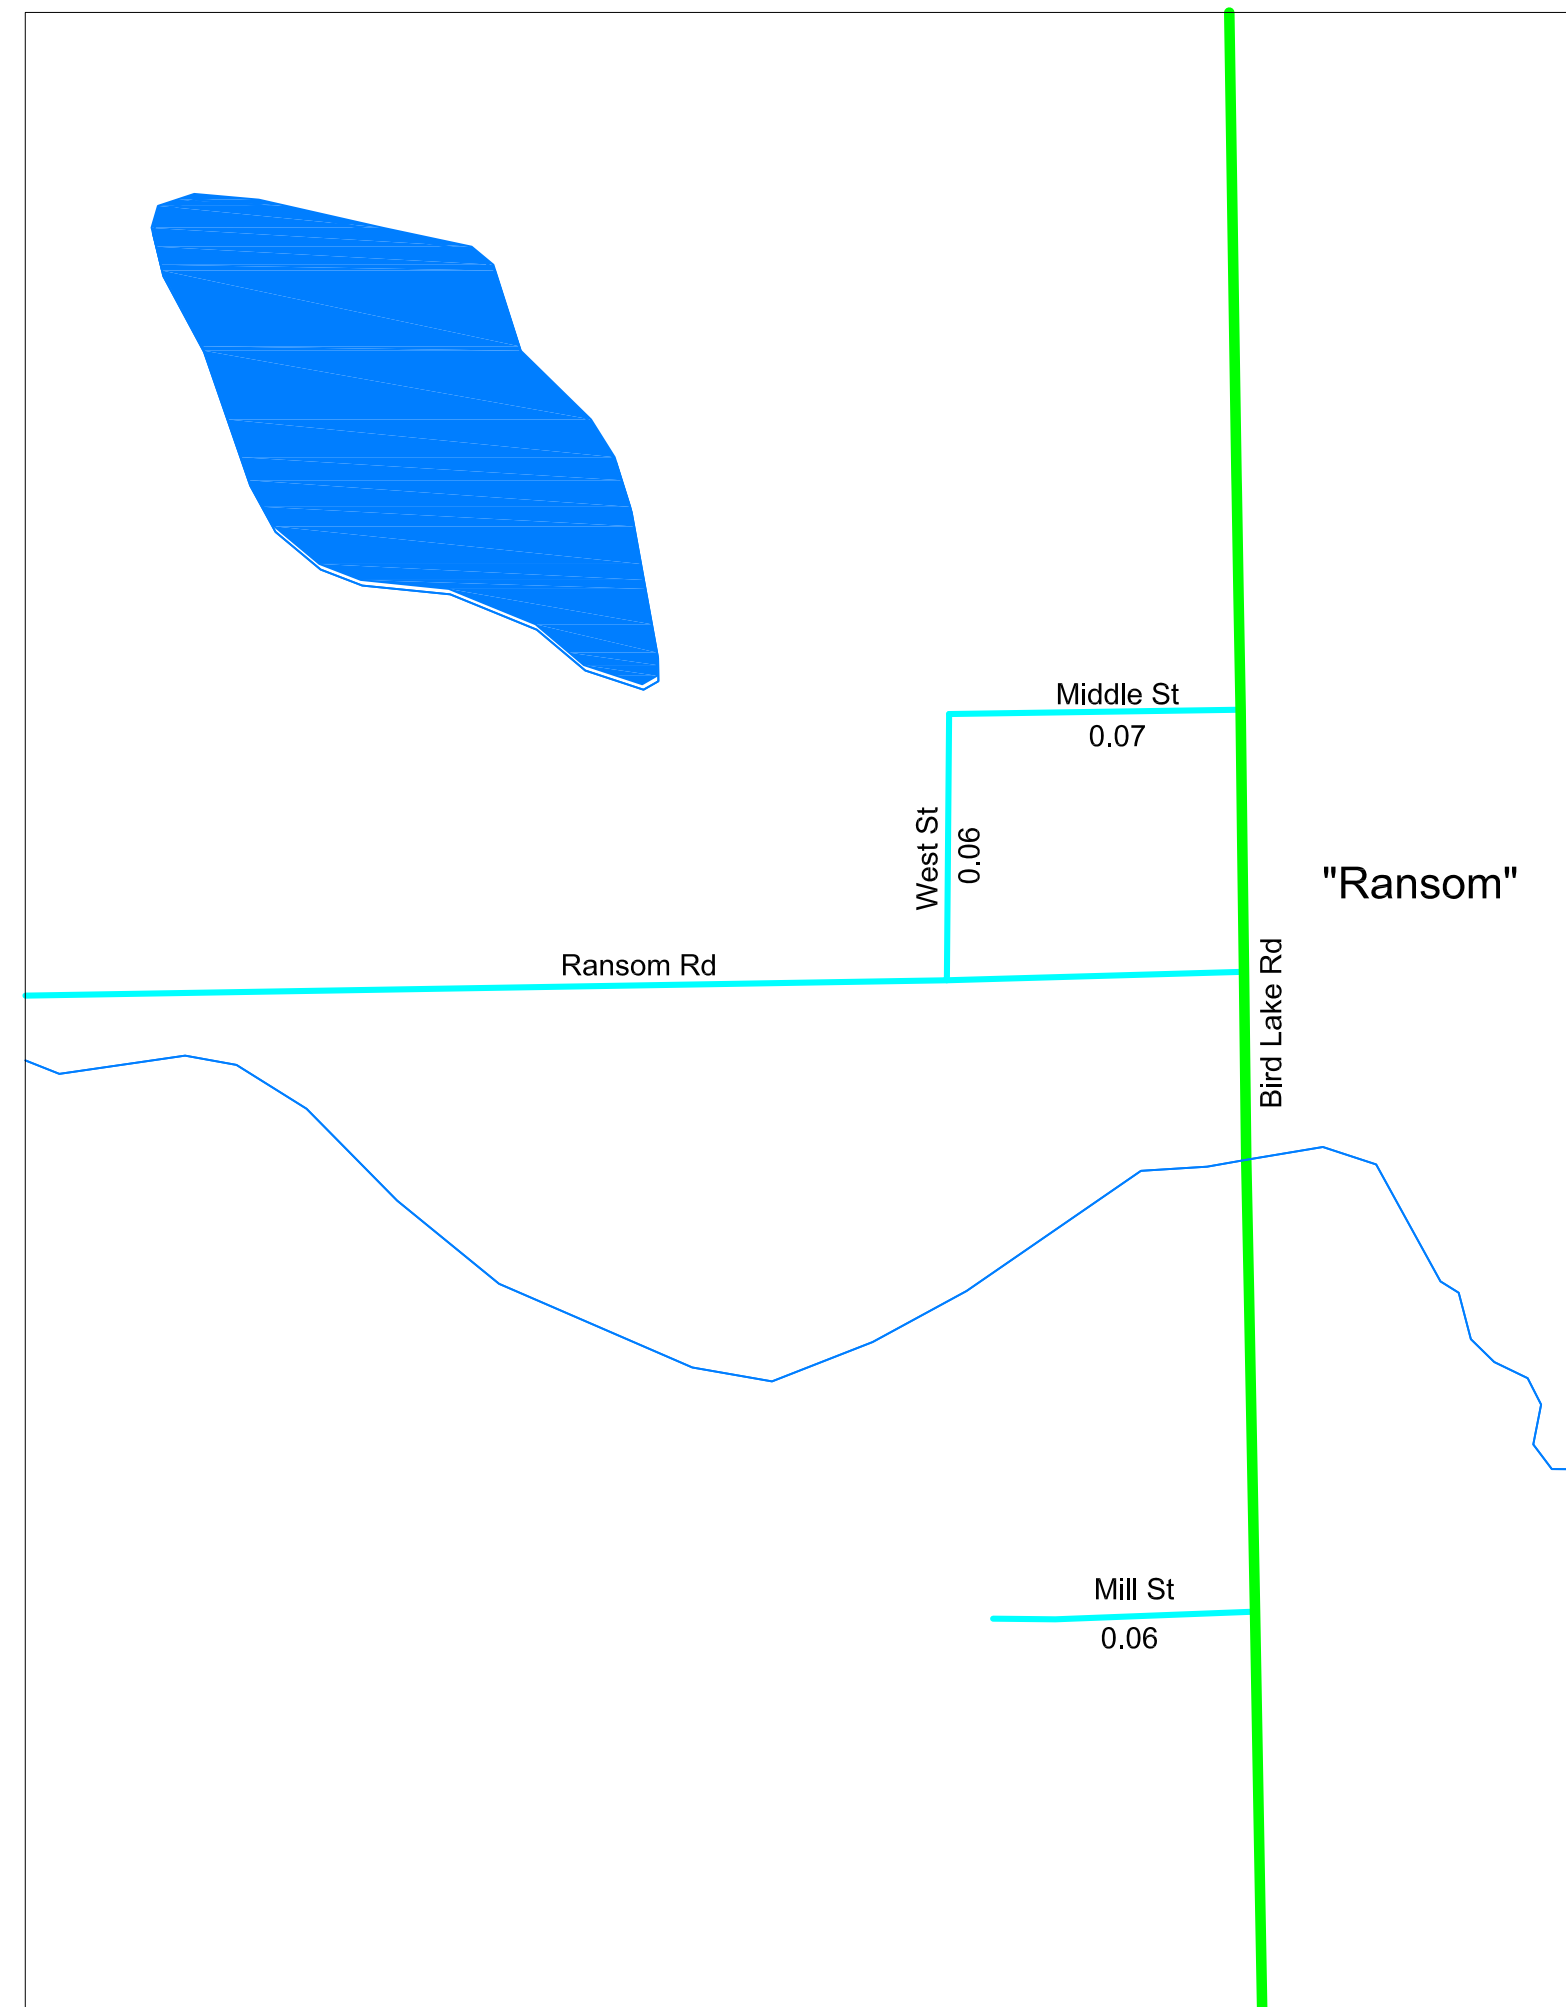 Middle St
0.07
West St
0.06
"Ransom"
Ransom Rd
Bird Lake Rd
Mill St
0.06